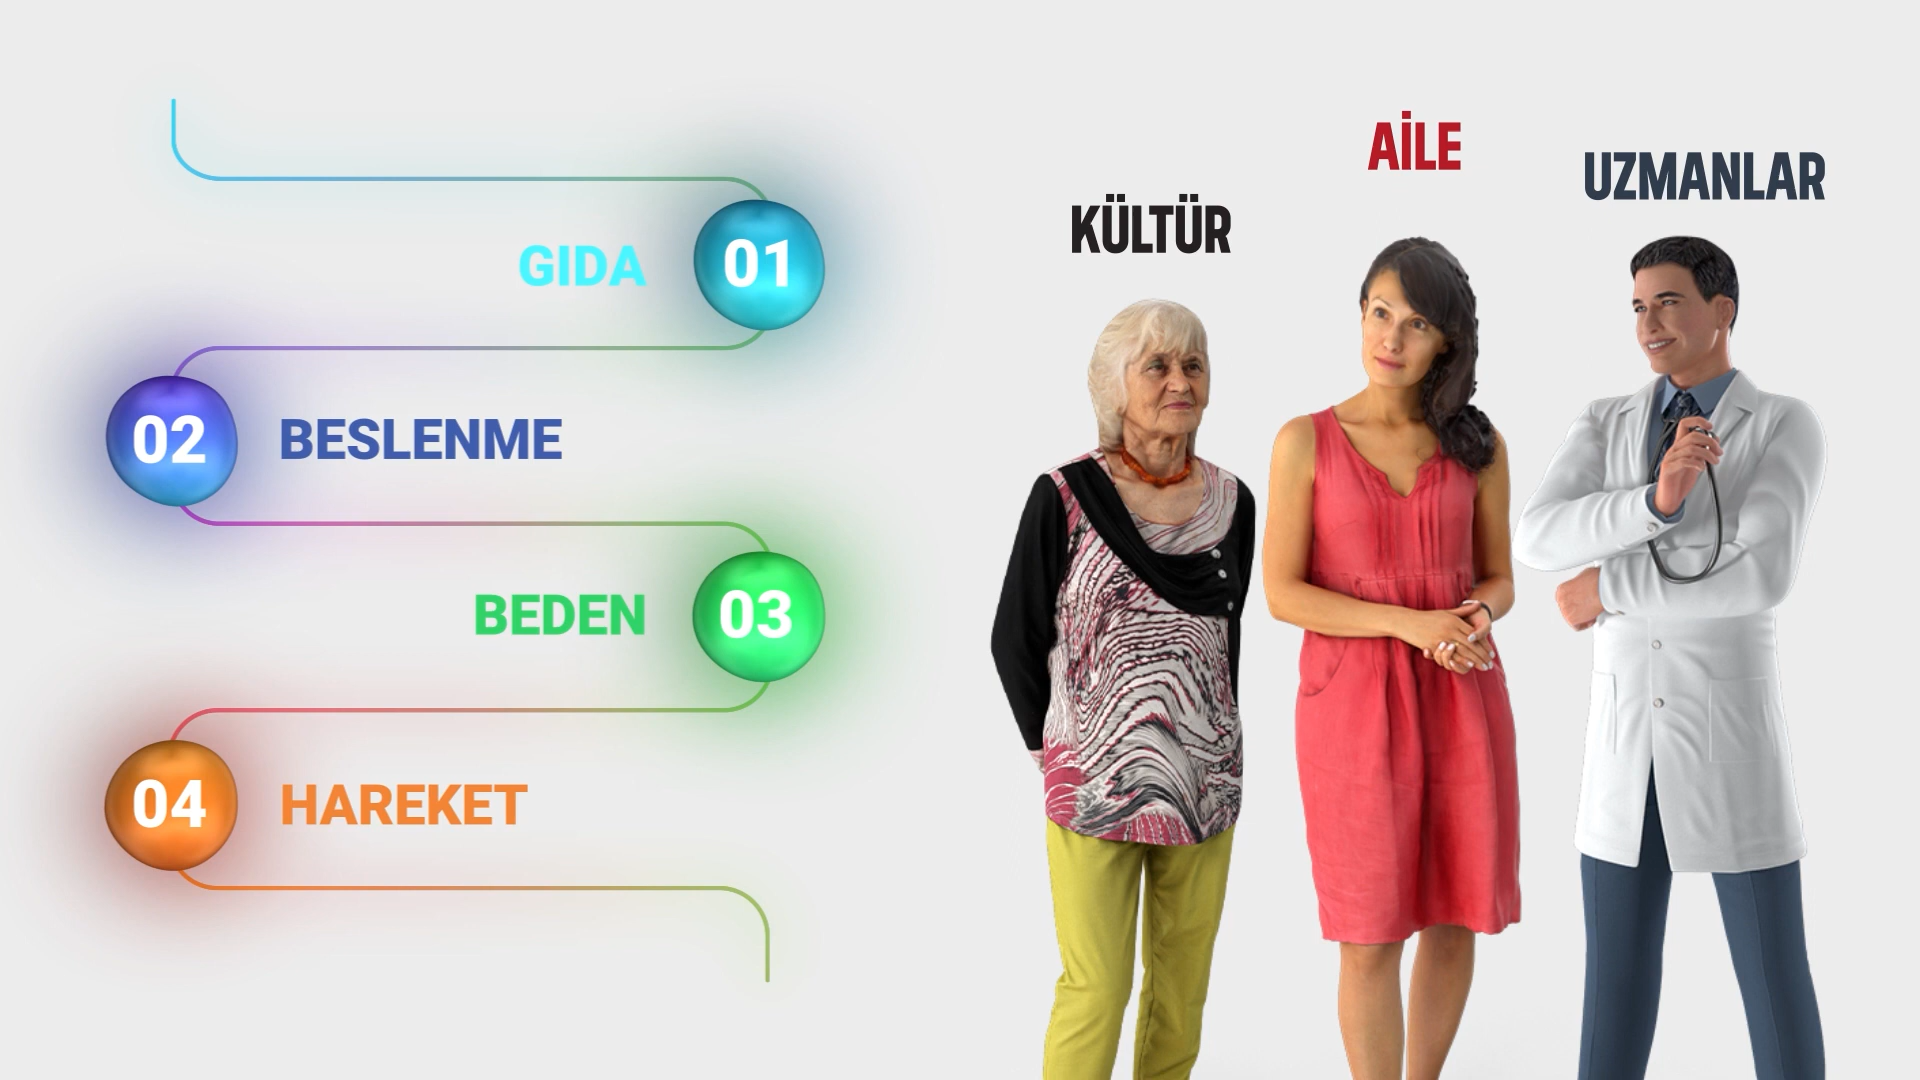 01
GIDA
02
BESLENME
03
BEDEN
04
HAREKET
KÜLTÜR
AİLE
UZMANLAR